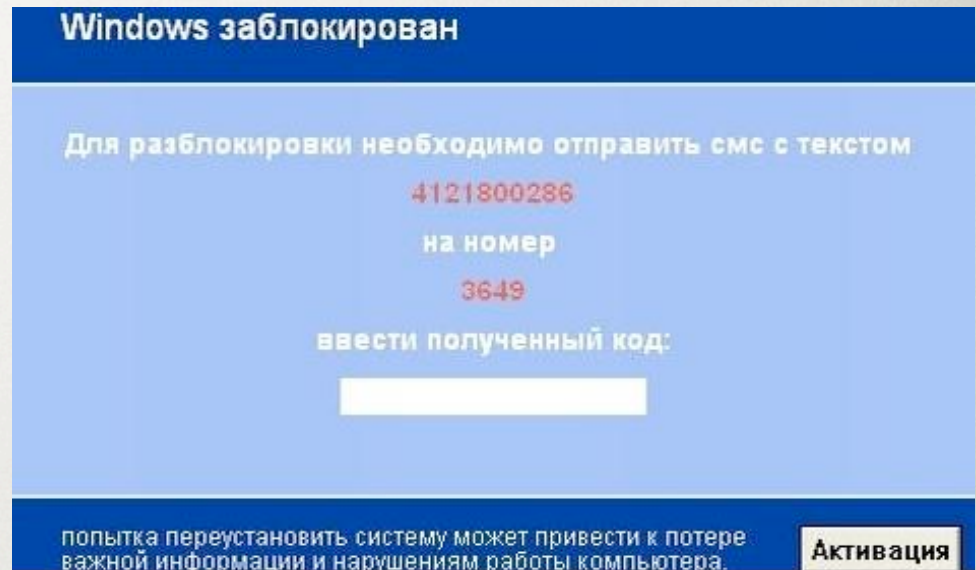 Windows заблокирован
Для разблокировки необходимо отправить смс с текстом
4121800286
на номер
3649
ввести полученный код:
попытка переустановить систему может привести к потере
важной информации и нарушениям работы компьютера.
Активация